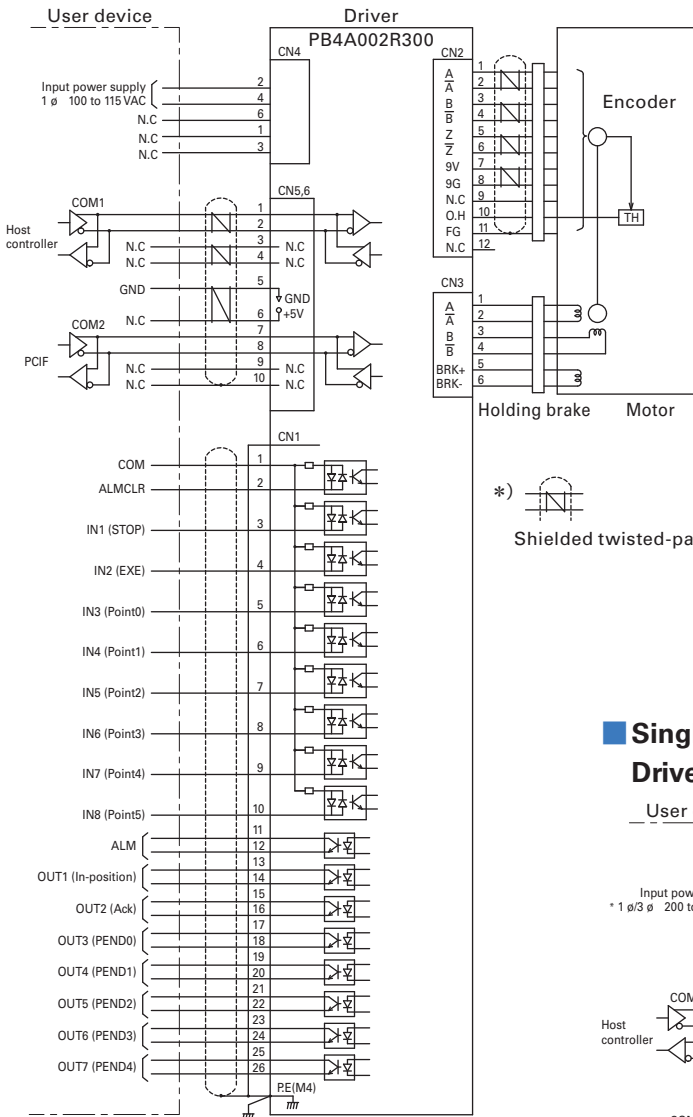 User device
Driver
PB4A002R300
CN4
Input power supply
1 ø 100 to 115 VAC
2
4
N.C 6
N.C 1
N.C 3
CN2
A 1
A̅ 2
B 3
B̅ 4
Z 5
Z̅ 6
9V 7
9G 8
N.C 9
O.H 10
FG 11
N.C 12
Encoder
TH
CN5,6
COM1
Host
controller
1
2
N.C 3 N.C
N.C 4 N.C
GND 5 GND
N.C 6 +5V
COM2
PCIF
7
8
N.C 9 N.C
N.C 10 N.C
CN3
A 1
A̅ 2
B 3
B̅ 4
BRK+ 5
BRK- 6
Holding brake
Motor
CN1
COM 1
ALMCLR 2
IN1 (STOP) 3
IN2 (EXE) 4
IN3 (Point0) 5
IN4 (Point1) 6
IN5 (Point2) 7
IN6 (Point3) 8
IN7 (Point4) 9
IN8 (Point5) 10
ALM 11 12
OUT1 (In-position) 13 14
OUT2 (Ack) 15 16
OUT3 (PEND0) 17 18
OUT4 (PEND1) 19 20
OUT5 (PEND2) 21 22
OUT6 (PEND3) 23 24
OUT7 (PEND4) 25 26
P.E(M4)
*)
Shielded twisted-pa
Sing
Drive
User
Input pow
* 1 ø/3 ø 200 to
COM
Host
controller